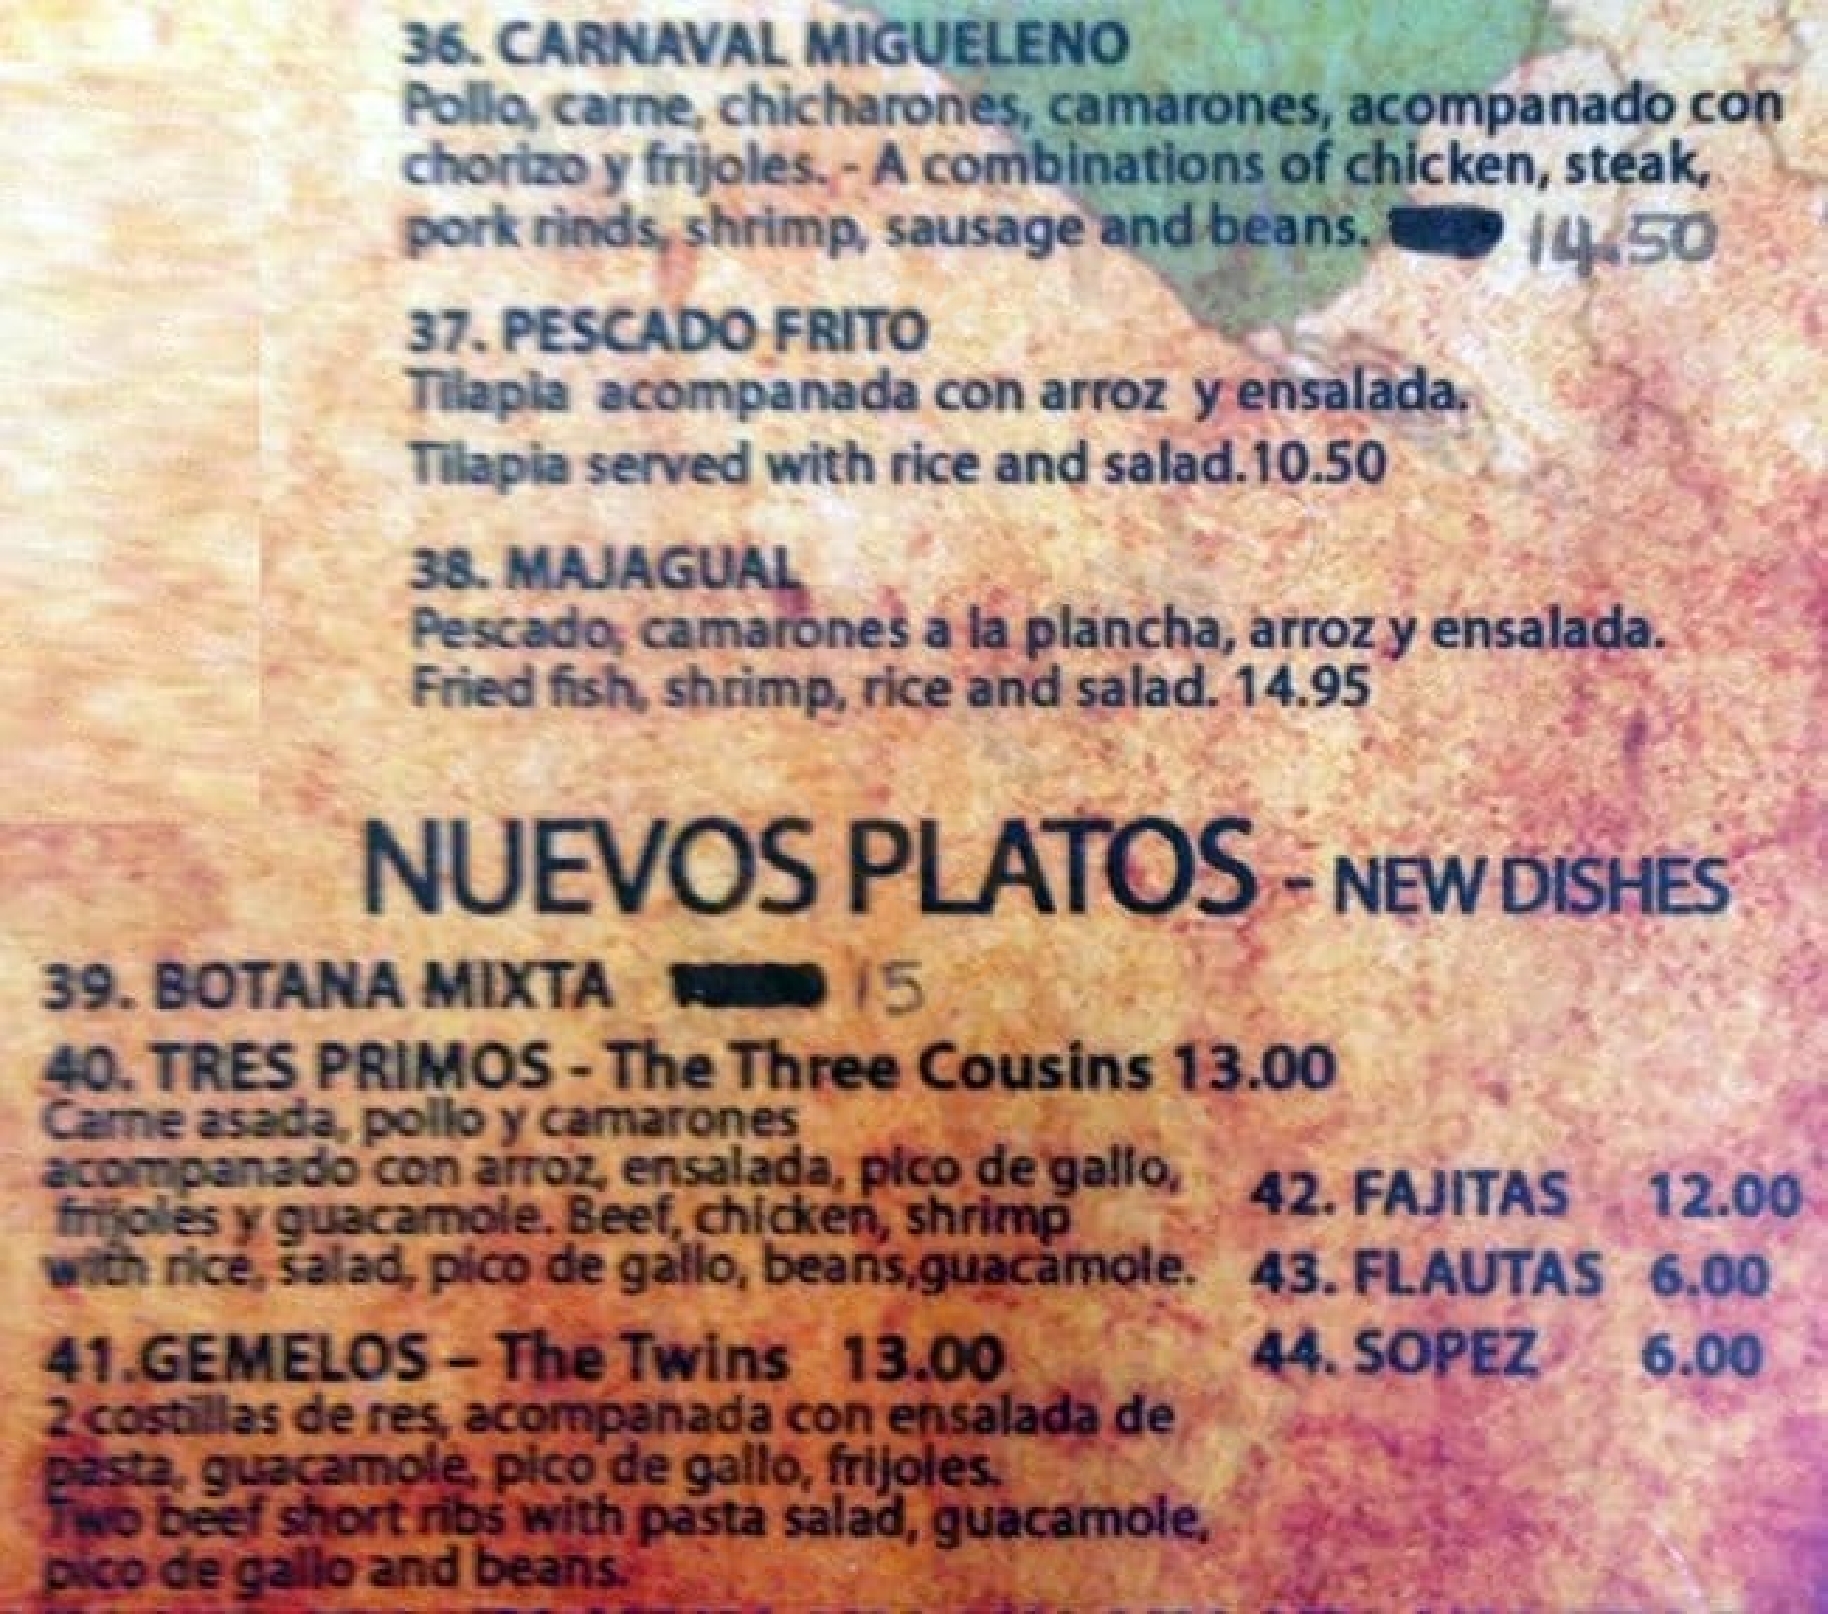 36. CARNAVAL MIGUELENO
Pollo, carne, chicharones, camarones, acompanado con
chorizo y frijoles. - A combinations of chicken, steak,
pork rinds, shrimp, sausage and beans. 14.50
37. PESCADO FRITO
Tilapia acompanada con arroz y ensalada.
Tilapia served with rice and salad.10.50
38. MAJAGUAL
Pescado, camarones a la plancha, arroz y ensalada.
Fried fish, shrimp, rice and salad. 14.95
NUEVOS PLATOS - NEW DISHES
39. BOTANA MIXTA 15
40. TRES PRIMOS - The Three Cousins 13.00
Carne asada, pollo y camarones
acompanado con arroz, ensalada, pico de gallo,
frijoles y guacamole. Beef, chicken, shrimp
with rice, salad, pico de gallo, beans,guacamole.
41.GEMELOS – The Twins 13.00
2 costillas de res, acompanada con ensalada de
pasta, guacamole, pico de gallo, frijoles.
Two beef short ribs with pasta salad, guacamole,
pico de gallo and beans.
42. FAJITAS 12.00
43. FLAUTAS 6.00
44. SOPEZ 6.00